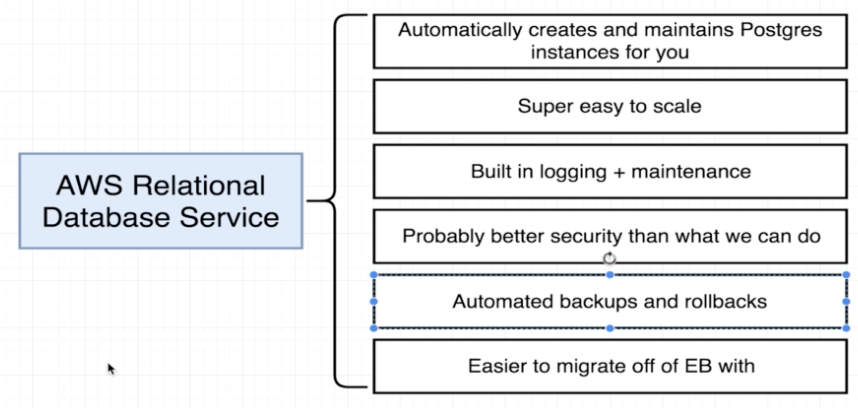 AWS Relational
Database Service
Automatically creates and maintains Postgres
instances for you
Super easy to scale
Built in logging + maintenance
Probably better security than what we can do
Automated backups and rollbacks
Easier to migrate off of EB with